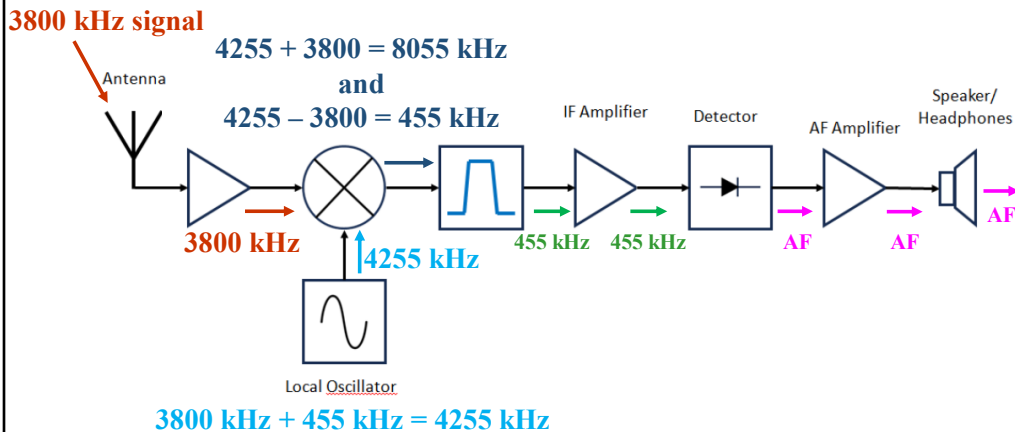 3800 kHz signal
4255 + 3800 = 8055 kHz
and
4255 – 3800 = 455 kHz
Antenna
IF Amplifier
Detector
AF Amplifier
Speaker/
Headphones
3800 kHz
4255 kHz
455 kHz
455 kHz
AF
AF
AF
Local Oscillator
3800 kHz + 455 kHz = 4255 kHz